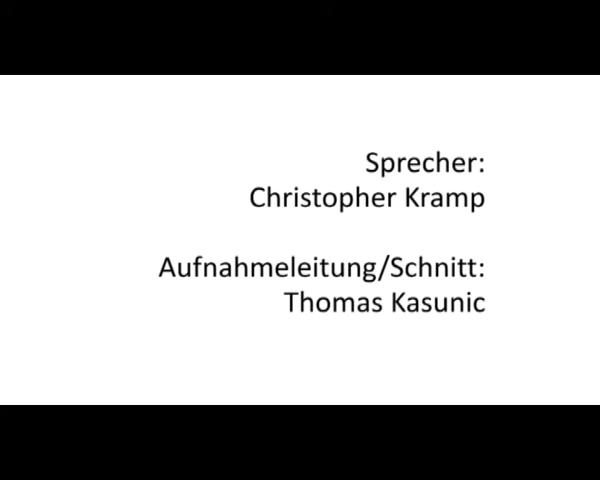 Sprecher:
Christopher Kramp
Aufnahmeleitung/Schnitt:
Thomas Kasunic